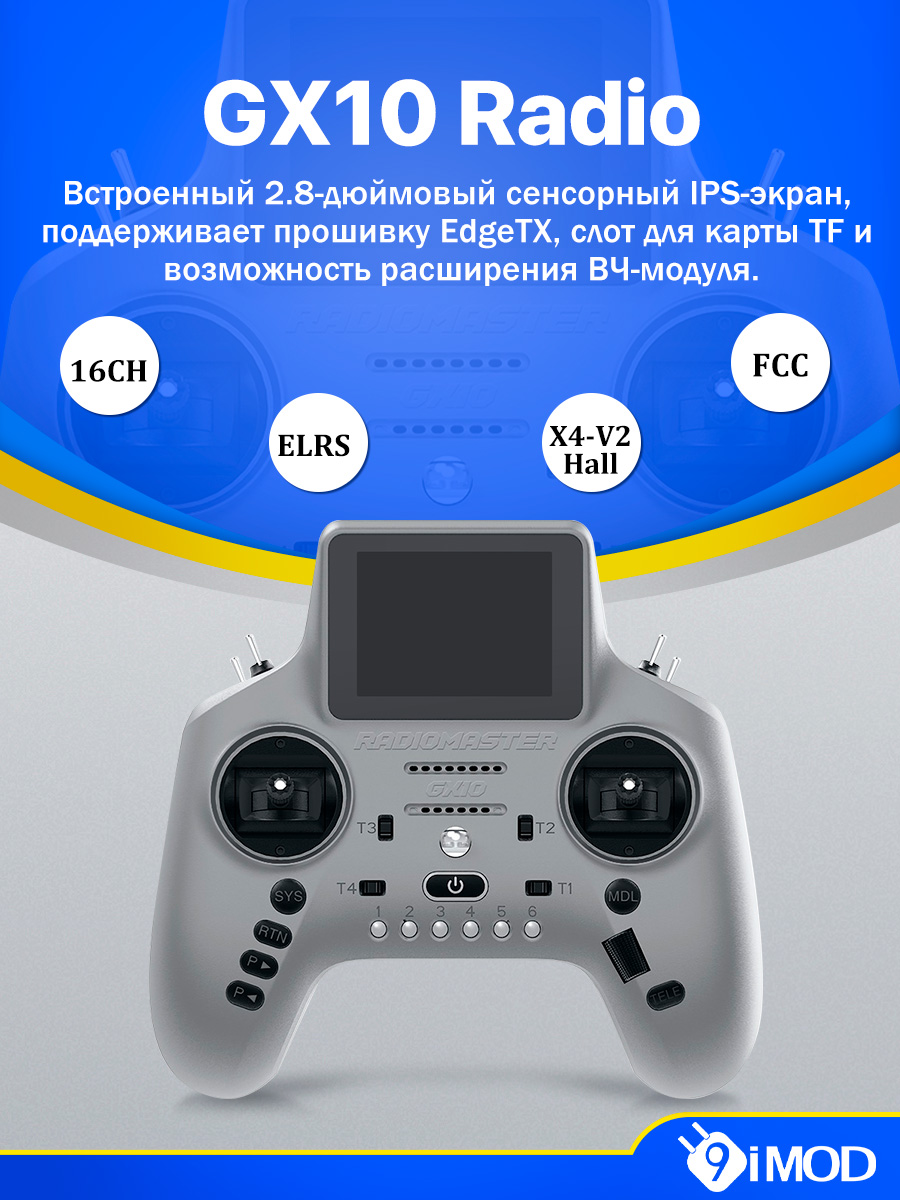 GX10 Radio
Встроенный 2.8-дюймовый сенсорный IPS-экран,
поддерживает прошивку EdgeTX, слот для карты TF и
возможность расширения ВЧ-модуля.
16CH
FCC
ELRS
X4-V2
Hall
RADIOMASTER
GX10
T3
T2
T4
T1
SYS
MDL
1 2 3 4 5 6
RTN
P ▶
P ◀
TELE
9iMOD